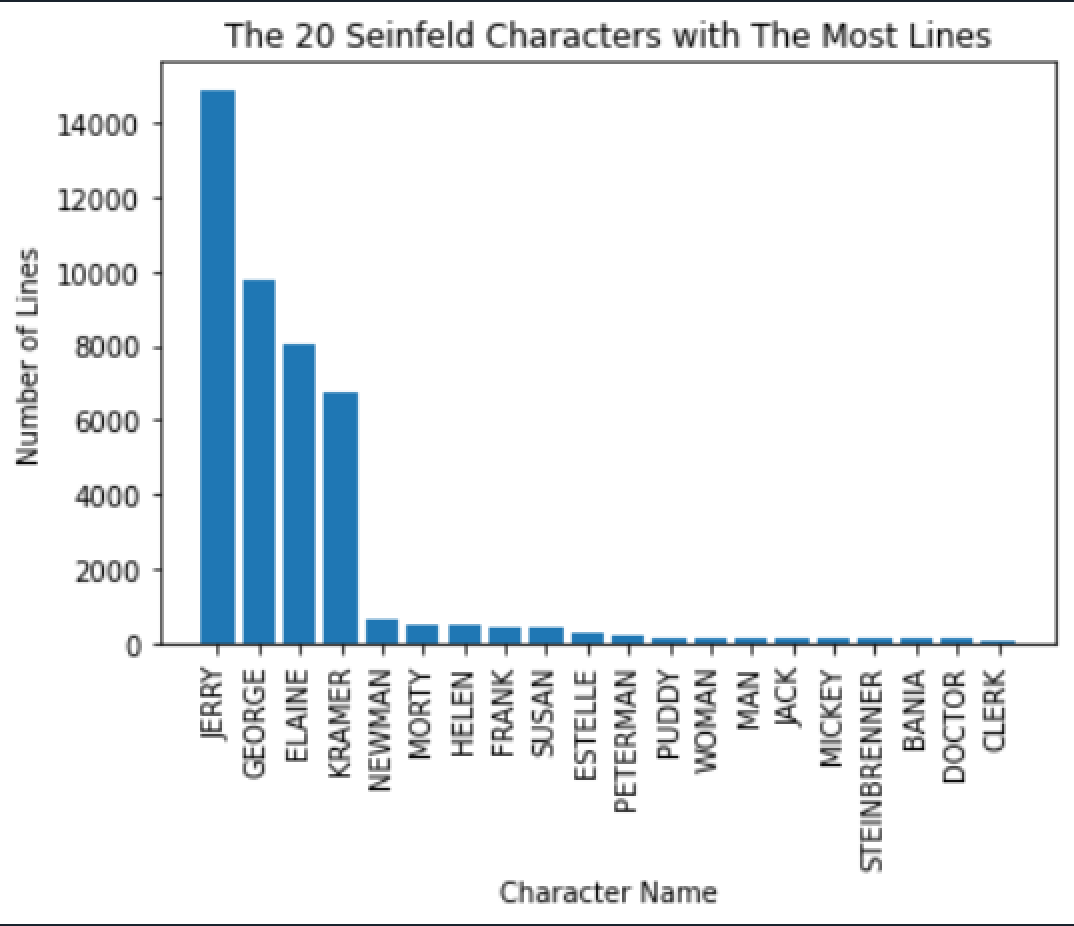 The 20 Seinfeld Characters with The Most Lines
Number of Lines
14000
12000
10000
8000
6000
4000
2000
0
JERRY
GEORGE
ELAINE
KRAMER
NEWMAN
MORTY
HELEN
FRANK
SUSAN
ESTELLE
PETERMAN
PUDDY
WOMAN
MAN
JACK
MICKEY
STEINBRENNER
BANIA
DOCTOR
CLERK
Character Name